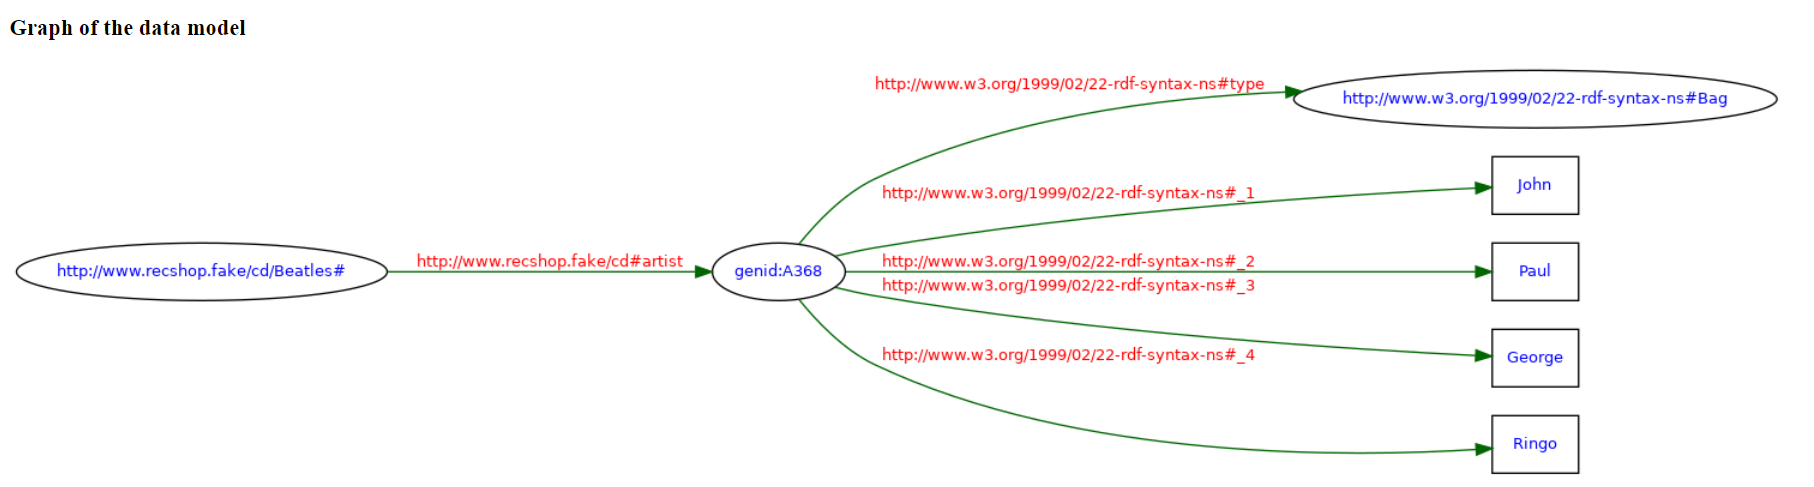 Graph of the data model
http://www.w3.org/1999/02/22-rdf-syntax-ns#type
http://www.w3.org/1999/02/22-rdf-syntax-ns#Bag
http://www.w3.org/1999/02/22-rdf-syntax-ns#_1
John
http://www.recshop.fake/cd/Beatles#
http://www.recshop.fake/cd#artist
genid:A368
http://www.w3.org/1999/02/22-rdf-syntax-ns#_2
Paul
http://www.w3.org/1999/02/22-rdf-syntax-ns#_3
George
http://www.w3.org/1999/02/22-rdf-syntax-ns#_4
Ringo